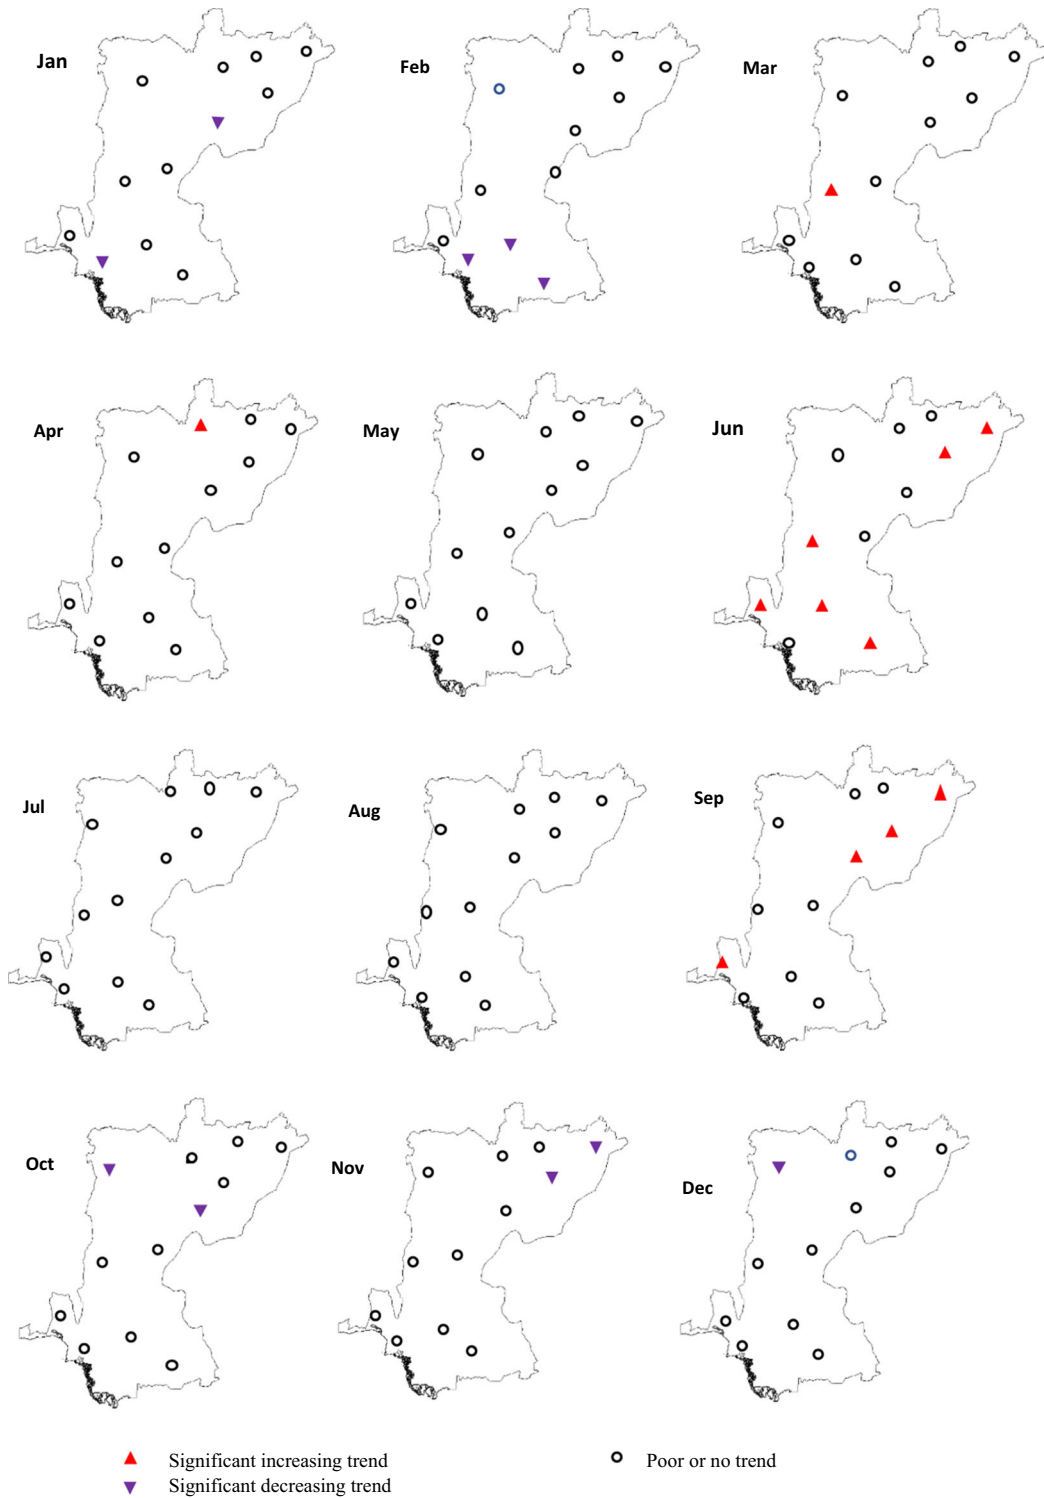 Jan
Feb
Mar
Apr
May
Jun
Jul
Aug
Sep
Oct
Nov
Dec
Significant increasing trend
Poor or no trend
Significant decreasing trend